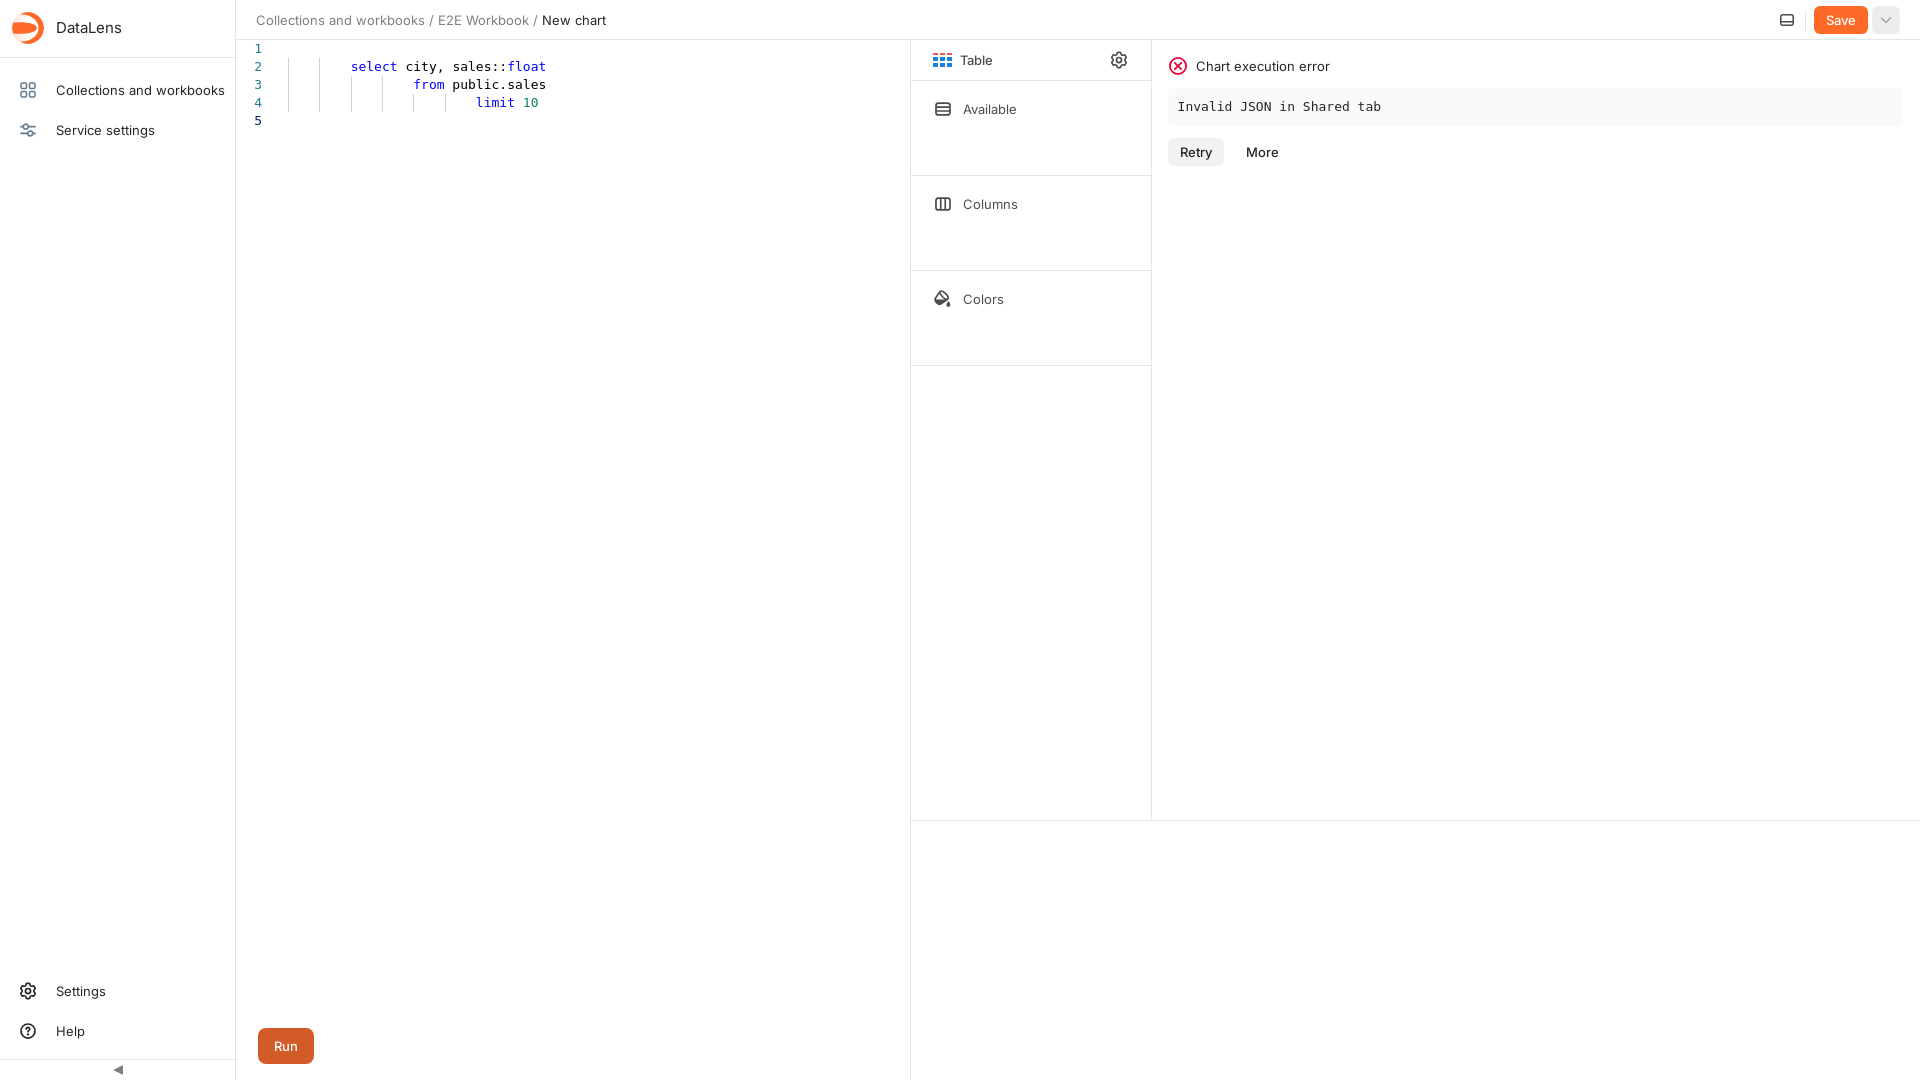 DataLens
Collections and workbooks
Service settings
Settings
Help
Collections and workbooks / E2E Workbook / New chart
Save
1
2 select city, sales::float
3 from public.sales
4 limit 10
5
Run
Table
Available
Columns
Colors
Chart execution error
Invalid JSON in Shared tab
Retry More